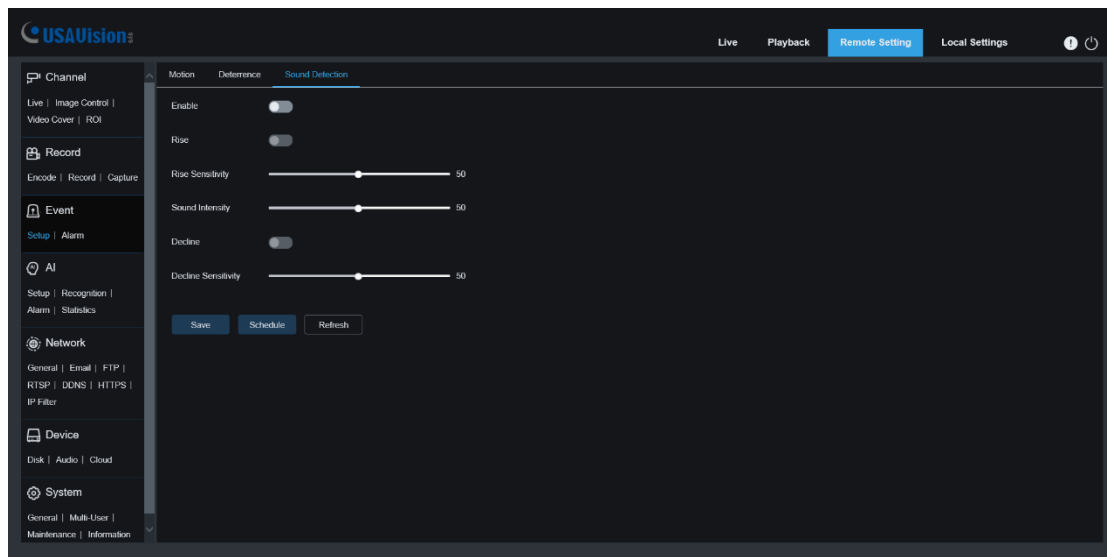 USAVision
Live Playback Remote Setting Local Settings
Channel
Live | Image Control |
Video Cover | ROI
Record
Encode | Record | Capture
Event
Setup | Alarm
AI
Setup | Recognition |
Alarm | Statistics
Network
General | Email | FTP |
RTSP | DDNS | HTTPS |
IP Filter
Device
Disk | Audio | Cloud
System
General | Multi-User |
Maintenance | Information
Motion Deterrence Sound Detection
Enable
Rise
Rise Sensitivity 50
Sound Intensity 50
Decline
Decline Sensitivity 50
Save Schedule Refresh